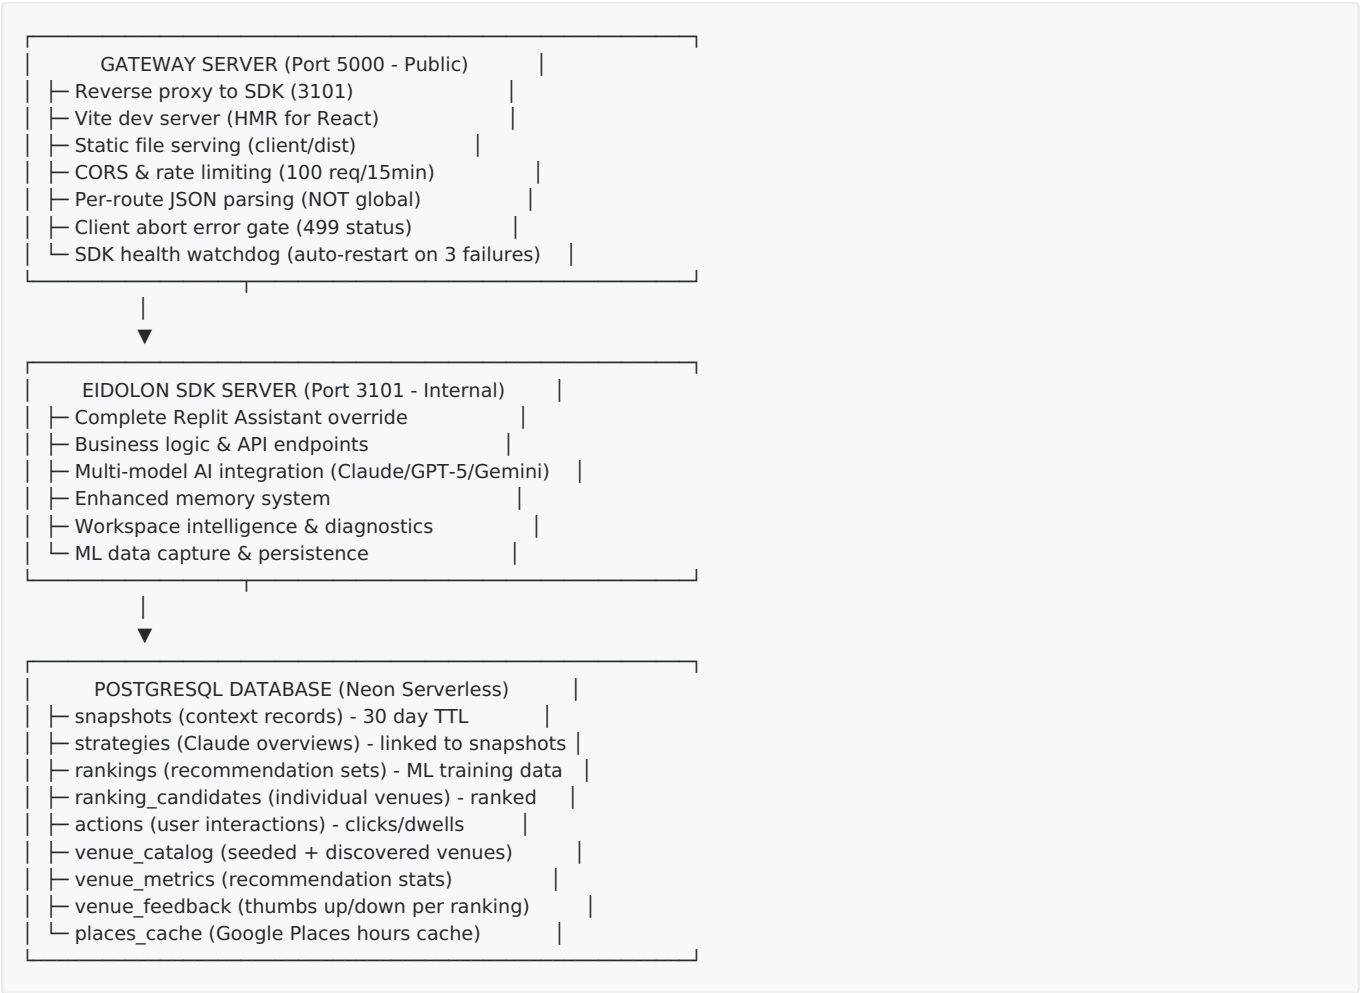 GATEWAY SERVER (Port 5000 - Public)
Reverse proxy to SDK (3101)
Vite dev server (HMR for React)
Static file serving (client/dist)
CORS & rate limiting (100 req/15min)
Per-route JSON parsing (NOT global)
Client abort error gate (499 status)
SDK health watchdog (auto-restart on 3 failures)
EIDOLON SDK SERVER (Port 3101 - Internal)
Complete Replit Assistant override
Business logic & API endpoints
Multi-model AI integration (Claude/GPT-5/Gemini)
Enhanced memory system
Workspace intelligence & diagnostics
ML data capture & persistence
POSTGRESQL DATABASE (Neon Serverless)
snapshots (context records) - 30 day TTL
strategies (Claude overviews) - linked to snapshots
rankings (recommendation sets) - ML training data
ranking_candidates (individual venues) - ranked
actions (user interactions) - clicks/dwells
venue_catalog (seeded + discovered venues)
venue_metrics (recommendation stats)
venue_feedback (thumbs up/down per ranking)
places_cache (Google Places hours cache)